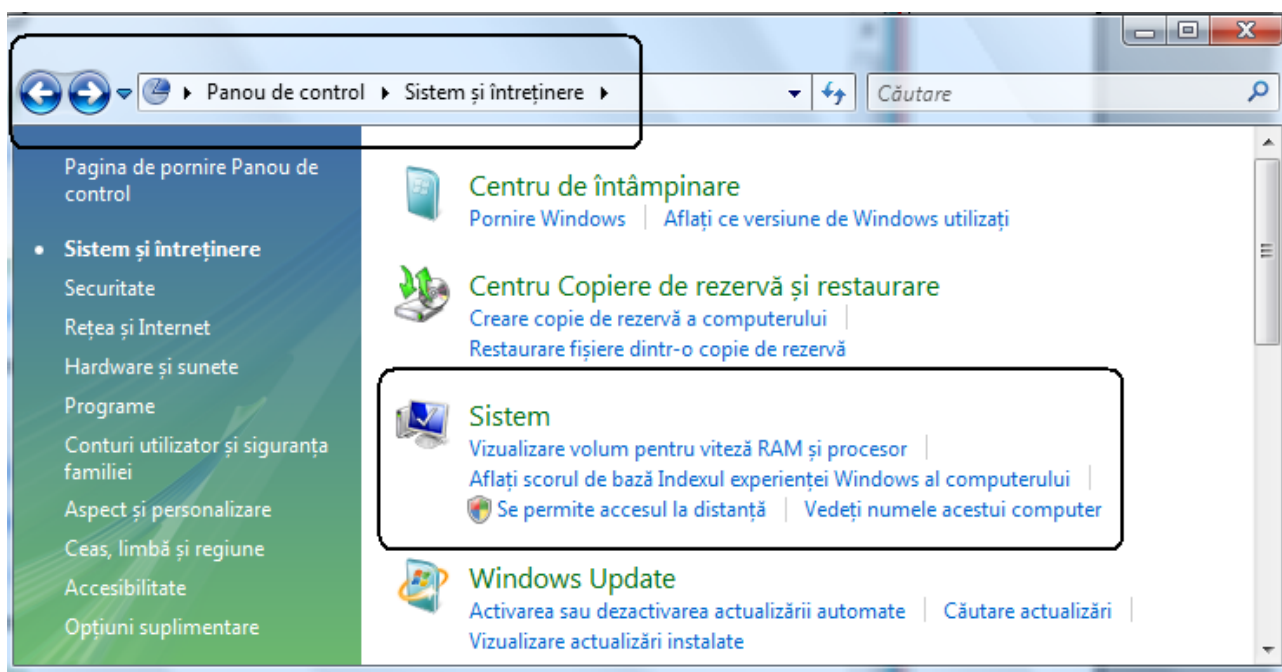 Panou de control Sistem și întreținere
Căutare
Pagina de pornire Panou de
control
Sistem și întreținere
Securitate
Rețea și Internet
Hardware și sunete
Programe
Conturi utilizator și siguranța
familiei
Aspect și personalizare
Ceas, limbă și regiune
Accesibilitate
Opțiuni suplimentare
Centru de întâmpinare
Pornire Windows Aflați ce versiune de Windows utilizați
Centru Copiere de rezervă și restaurare
Creare copie de rezervă a computerului
Restaurare fișiere dintr-o copie de rezervă
Sistem
Vizualizare volum pentru viteză RAM și procesor
Aflați scorul de bază Indexul experienței Windows al computerului
Se permite accesul la distanță Vedeți numele acestui computer
Windows Update
Activarea sau dezactivarea actualizării automate Căutare actualizări
Vizualizare actualizări instalate